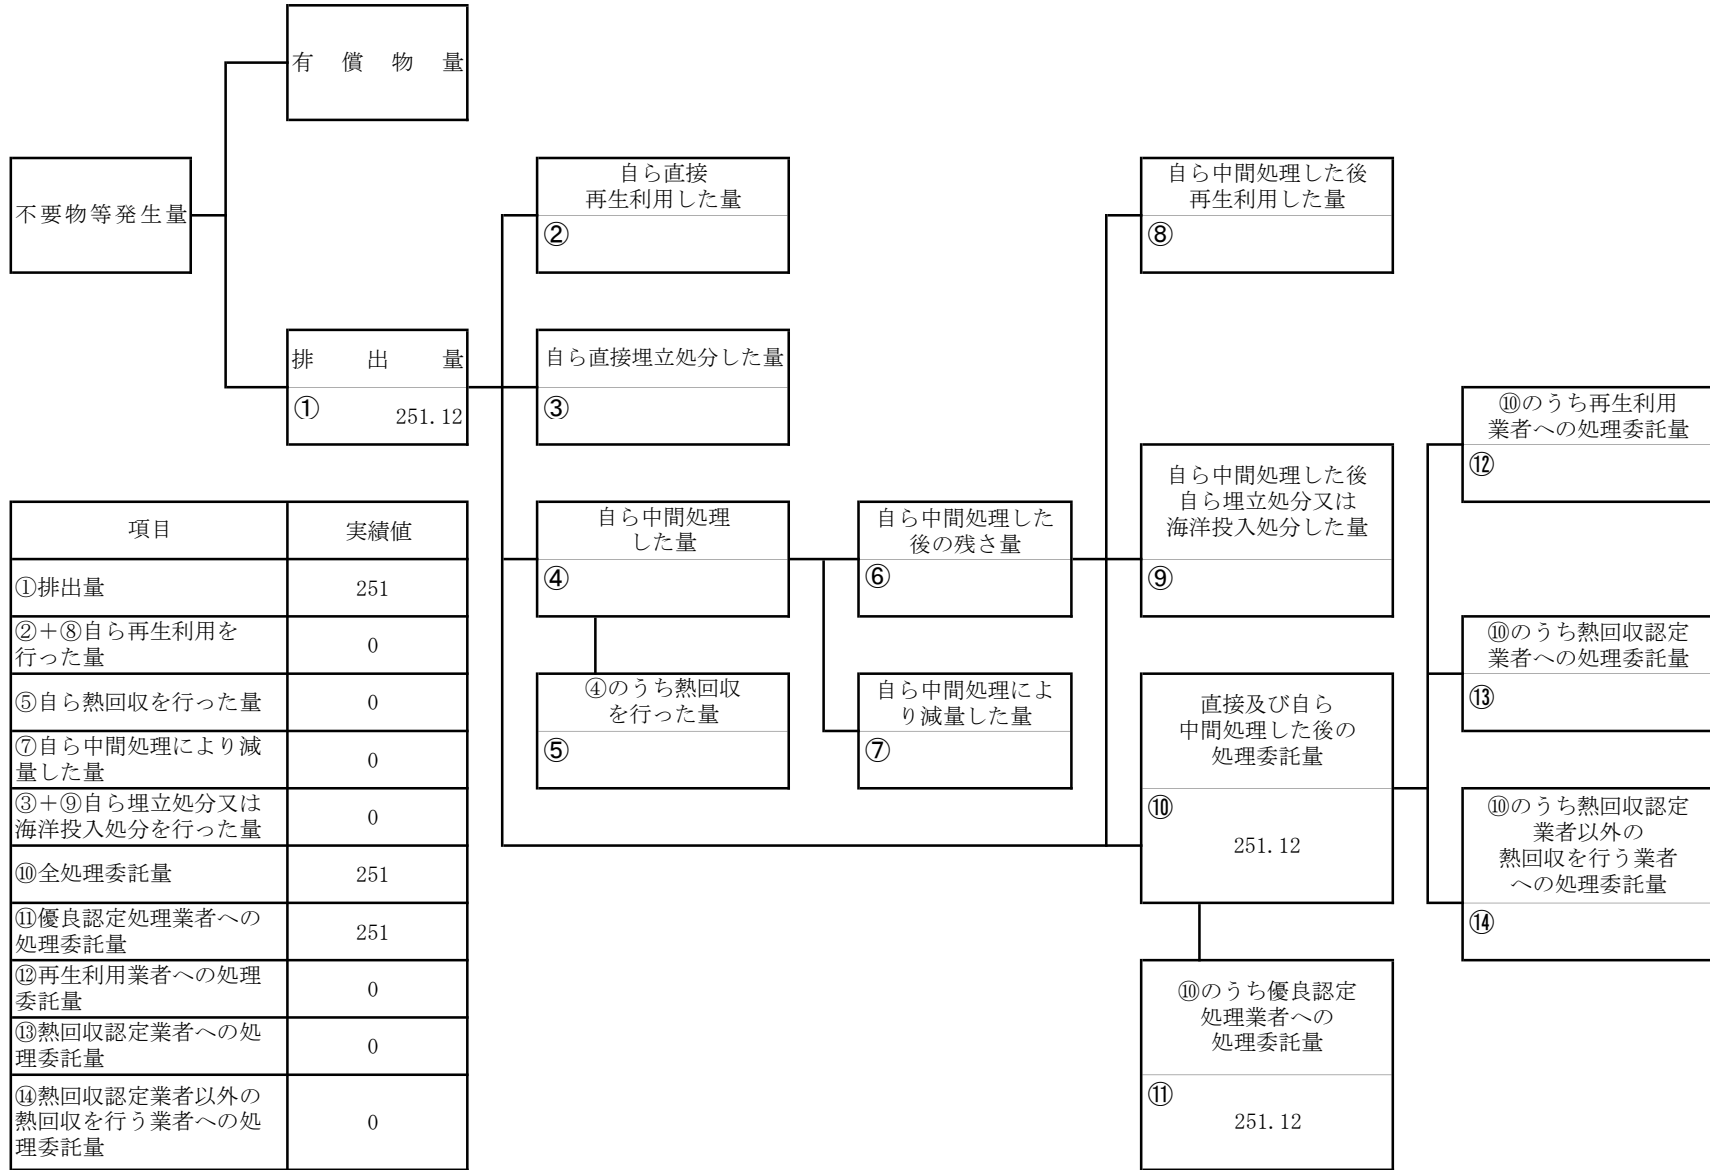 有償物量
不要物等発生量
排出量
①
251.12
自ら直接
再生利用した量
②
自ら直接埋立処分した量
③
自ら中間処理
した量
④
④のうち熱回収
を行った量
⑤
自ら中間処理した
後の残さ量
⑥
自ら中間処理によ
り減量した量
⑦
自ら中間処理した後
再生利用した量
⑧
自ら中間処理した後
自ら埋立処分又は
海洋投入処分した量
⑨
直接及び自ら
中間処理した後の
処理委託量
⑩
251.12
⑩のうち優良認定
処理業者への
処理委託量
⑪
251.12
⑩のうち再生利用
業者への処理委託量
⑫
⑩のうち熱回収認定
業者への処理委託量
⑬
⑩のうち熱回収認定
業者以外の
熱回収を行う業者
への処理委託量
⑭
項目 実績値
①排出量 251
②＋⑧自ら再生利用を
行った量 0
⑤自ら熱回収を行った量 0
⑦自ら中間処理により減
量した量 0
③＋⑨自ら埋立処分又は
海洋投入処分を行った量 0
⑩全処理委託量 251
⑪優良認定処理業者への
処理委託量 251
⑫再生利用業者への処理
委託量 0
⑬熱回収認定業者への処
理委託量 0
⑭熱回収認定業者以外の
熱回収を行う業者への処
理委託量 0